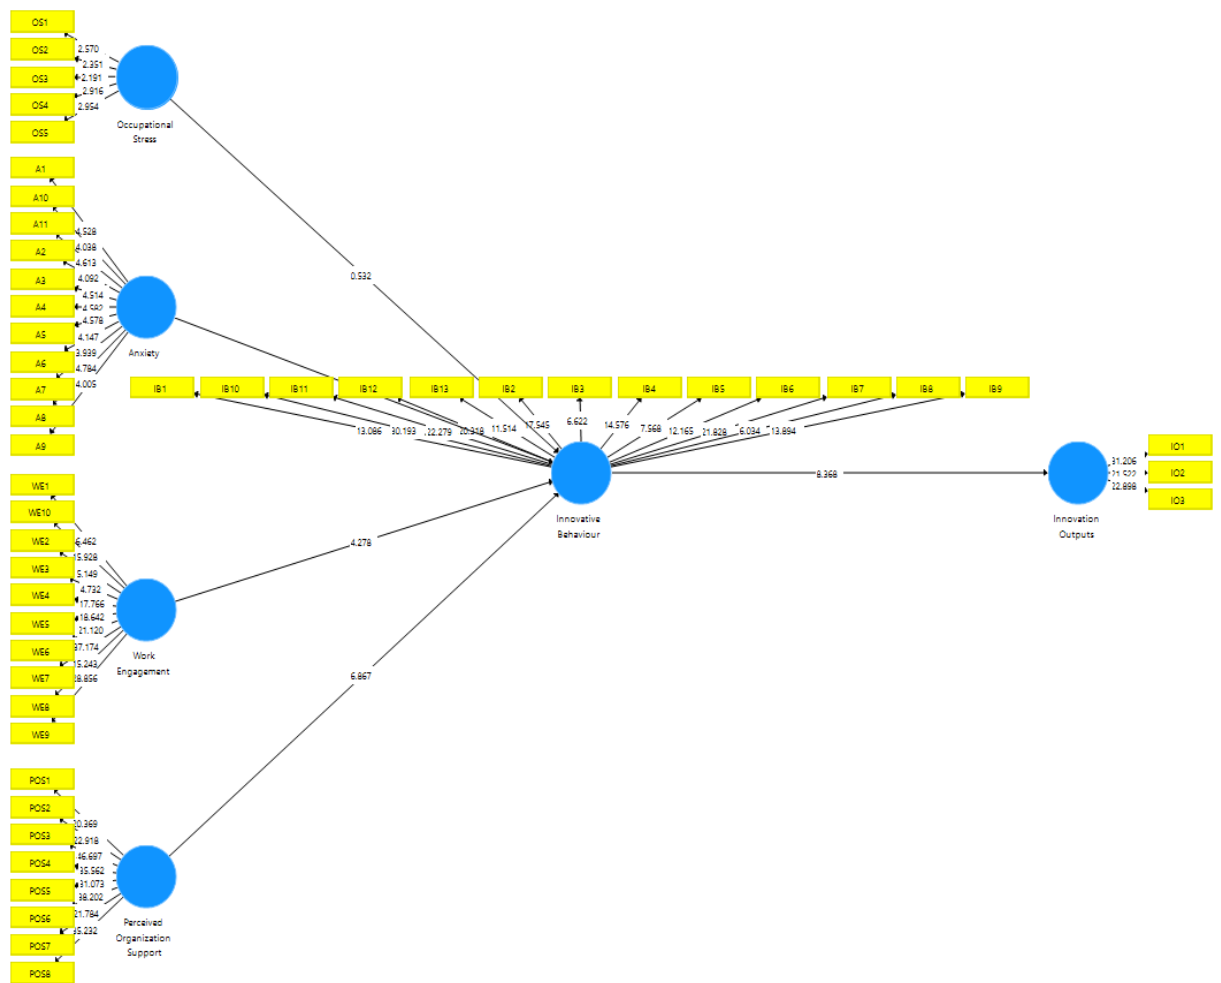 OS1
OS2
OS3
OS4
OS5
2.570
2.351
2.191
2.916
2.954
Occupational
Stress
A1
A10
A11
A2
A3
A4
A5
A6
A7
A8
A9
4.528
4.038
4.613
4.092
4.514
4.582
4.578
4.147
3.939
4.784
4.005
Anxiety
0.532
IB1
IB10
IB11
IB12
IB13
IB2
IB3
IB4
IB5
IB6
IB7
IB8
IB9
13.086
30.193
22.279
20.318
11.514
17.545
6.622
14.576
7.568
12.165
21.828
6.034
13.894
Innovative
Behaviour
8.368
Innovation
Outputs
31.206
21.522
22.898
IO1
IO2
IO3
WE1
WE10
WE2
WE3
WE4
WE5
WE6
WE7
WE8
WE9
6.462
15.928
5.149
4.732
17.766
18.642
21.120
37.174
15.243
Work
Engagement
4.278
6.867
POS1
POS2
POS3
POS4
POS5
POS6
POS7
POS8
22.918
46.697
35.562
31.073
38.202
21.784
Perceived
Organization
Support